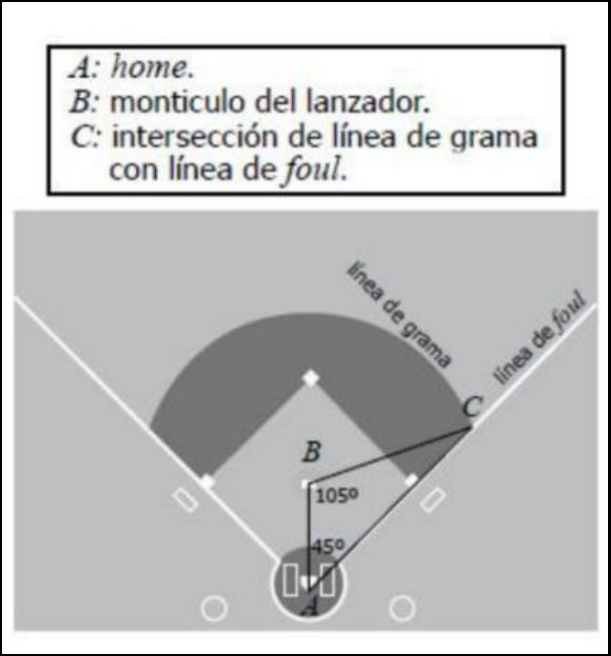 A: home.
B: monticulo del lanzador.
C: intersección de línea de grama
con línea de foul.
línea de grama
línea de foul
C
B
105º
45º
A